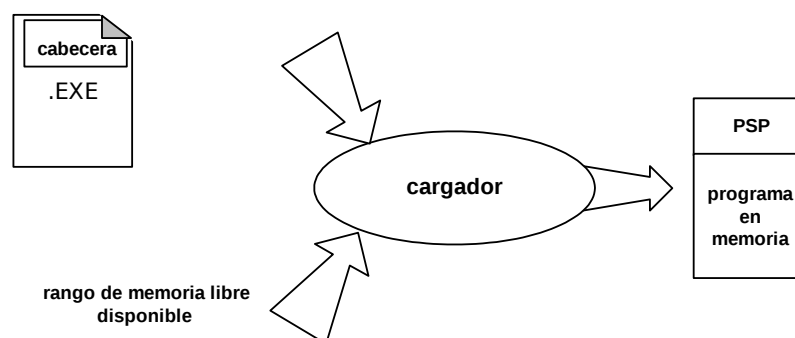 cabecera
.EXE
cargador
PSP
programa
en
memoria
rango de memoria libre
disponible